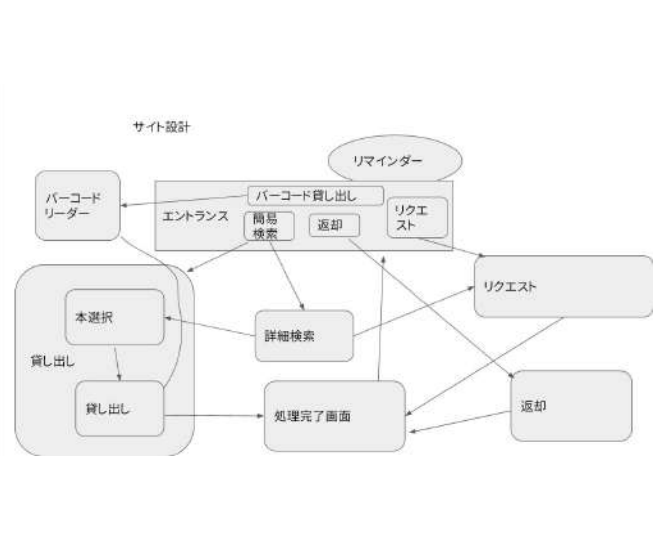 サイト設計
リマインダー
バーコード
リーダー
バーコード貸し出し
エントランス
簡易
検索
返却
リクエ
スト
リクエスト
本選択
詳細検索
貸し出し
貸し出し
処理完了画面
返却